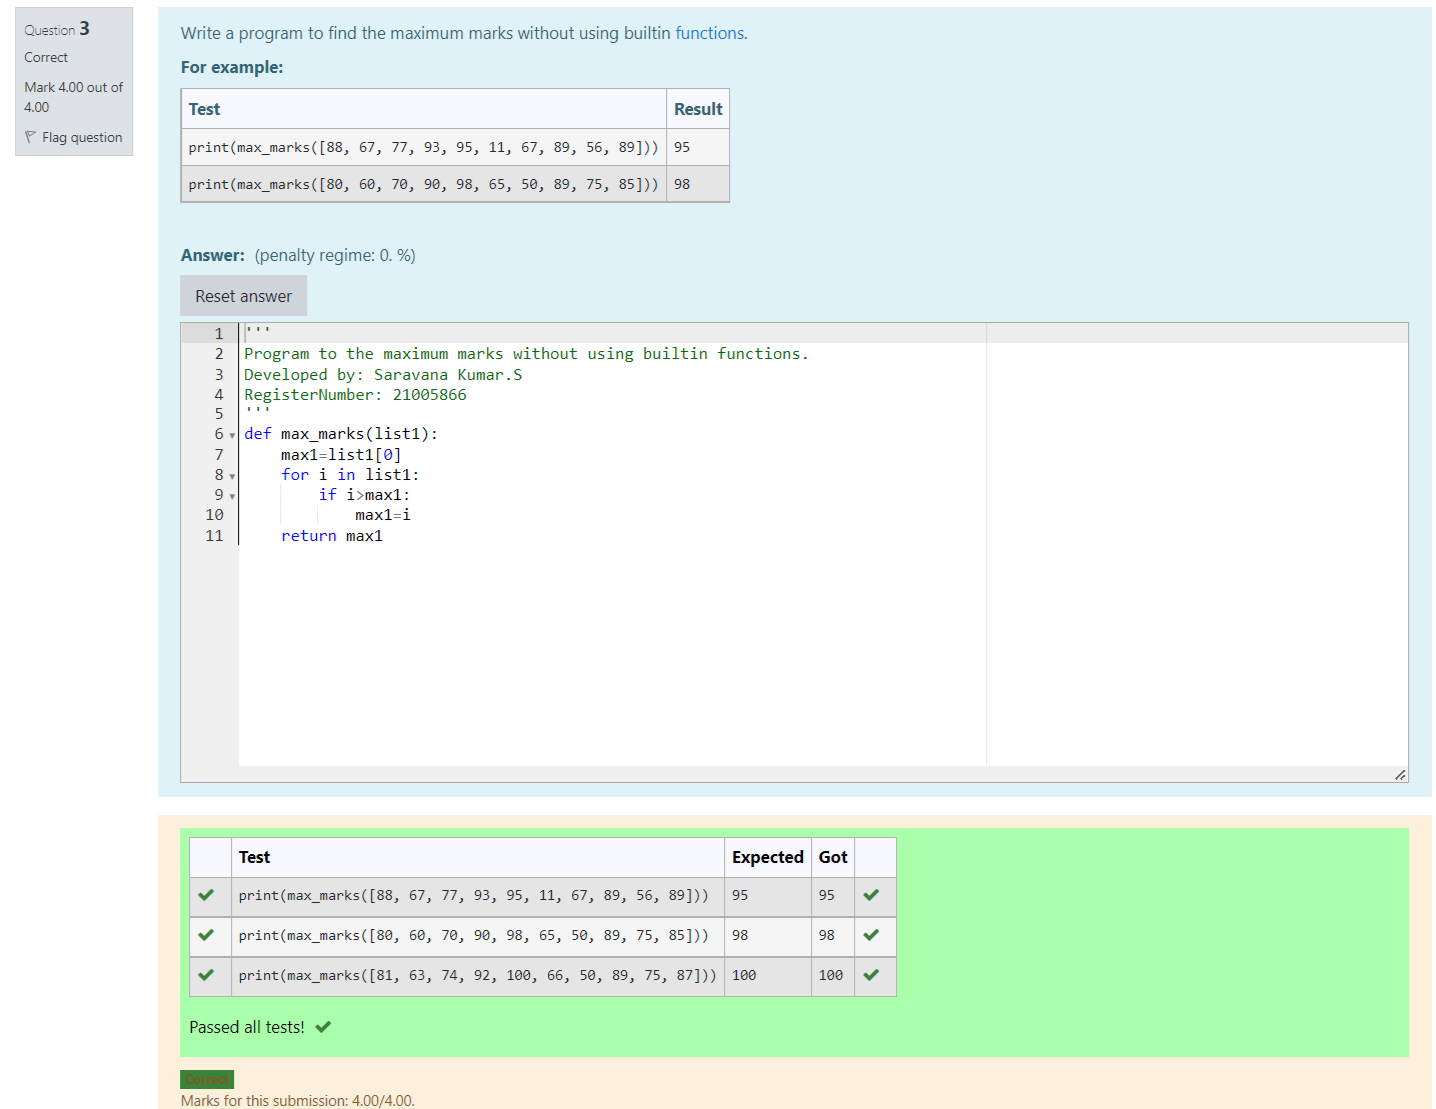 Question 3
Correct
Mark 4.00 out of
4.00
Flag question
Write a program to find the maximum marks without using builtin functions.
For example:
Test Result
print(max_marks([88, 67, 77, 93, 95, 11, 67, 89, 56, 89])) 95
print(max_marks([80, 60, 70, 90, 98, 65, 50, 89, 75, 85])) 98
Answer: (penalty regime: 0. %)
Reset answer
1 '''
2 Program to the maximum marks without using builtin functions.
3 Developed by: Saravana Kumar.S
4 RegisterNumber: 21005866
5 '''
6 def max_marks(list1):
7     max1=list1[0]
8     for i in list1:
9         if i>max1:
10             max1=i
11     return max1
Test Expected Got
print(max_marks([88, 67, 77, 93, 95, 11, 67, 89, 56, 89])) 95 95
print(max_marks([80, 60, 70, 90, 98, 65, 50, 89, 75, 85])) 98 98
print(max_marks([81, 63, 74, 92, 100, 66, 50, 89, 75, 87])) 100 100
Passed all tests!
Correct
Marks for this submission: 4.00/4.00.